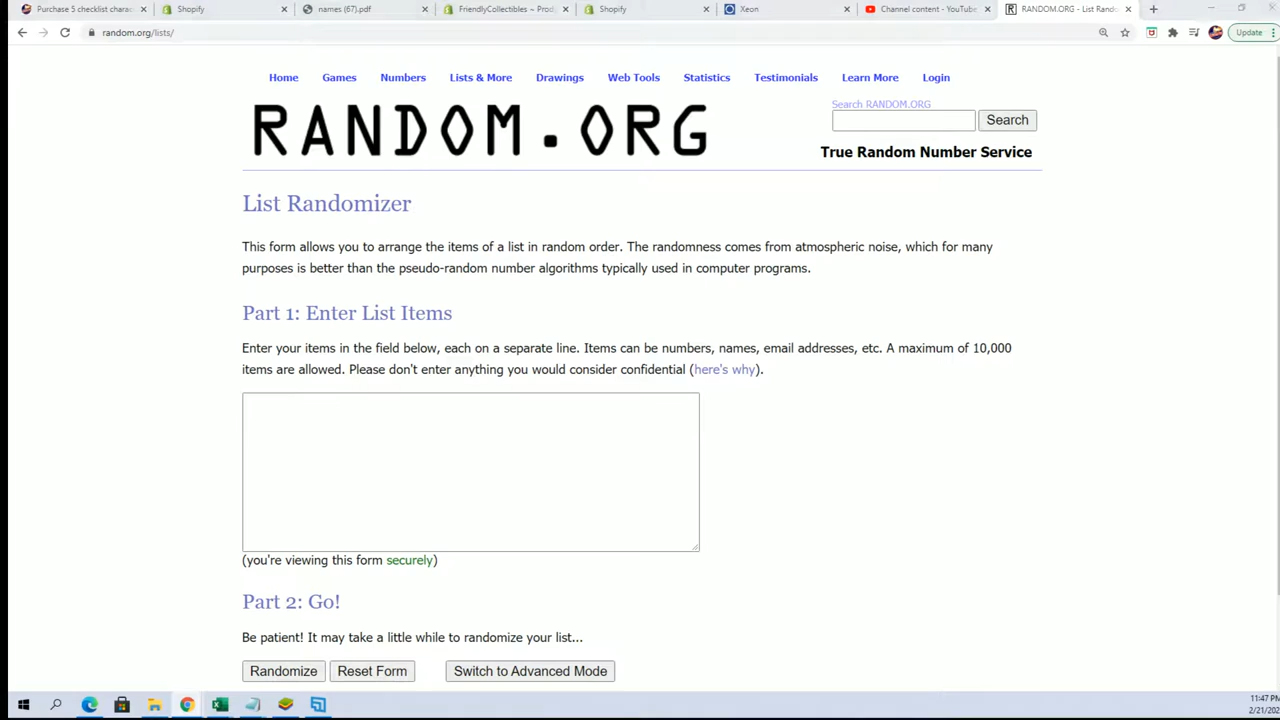 Purchase 5 checklist chara
Shopify
names (67).pdf
FriendlyCollectibles ~ Prod
Shopify
Xeon
Channel content - YouTube
RANDOM.ORG - List Rando
random.org/lists/
Update
Home
Games
Numbers
Lists & More
Drawings
Web Tools
Statistics
Testimonials
Learn More
Login
RANDOM.ORG
Search RANDOM.ORG
Search
True Random Number Service
List Randomizer
This form allows you to arrange the items of a list in random order. The randomness comes from atmospheric noise, which for many
purposes is better than the pseudo-random number algorithms typically used in computer programs.
Part 1: Enter List Items
Enter your items in the field below, each on a separate line. Items can be numbers, names, email addresses, etc. A maximum of 10,000
items are allowed. Please don't enter anything you would consider confidential (here's why).
(you're viewing this form securely)
Part 2: Go!
Be patient! It may take a little while to randomize your list...
Randomize
Reset Form
Switch to Advanced Mode
11:47 PM
2/21/202